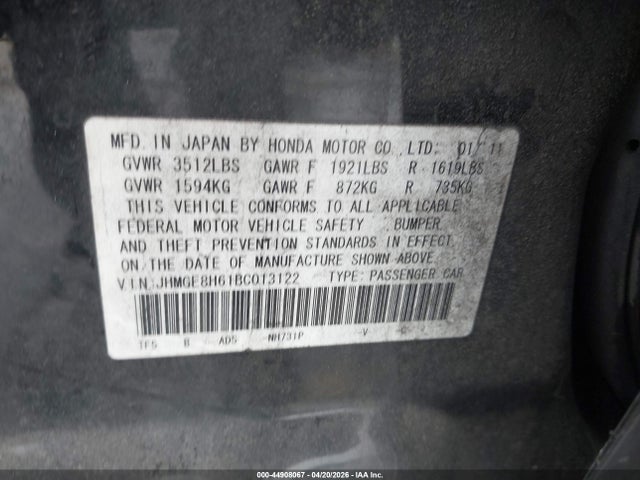 MFD. IN JAPAN BY HONDA MOTOR CO., LTD. 01/11
GVWR 3512LBS GAWR F 1921LBS R 1619LBS
GVWR 1594KG GAWR F 872KG R 735KG
THIS VEHICLE CONFORMS TO ALL APPLICABLE
FEDERAL MOTOR VEHICLE SAFETY, BUMPER
AND THEFT PREVENTION STANDARDS IN EFFECT
ON THE DATE OF MANUFACTURE SHOWN ABOVE.
V.I.N. JHMGE8H61BC013122 TYPE: PASSENGER CAR
TF5 B AD5 NH731P -V-
000-44908067 - 04/20/2026 - © IAA Inc.